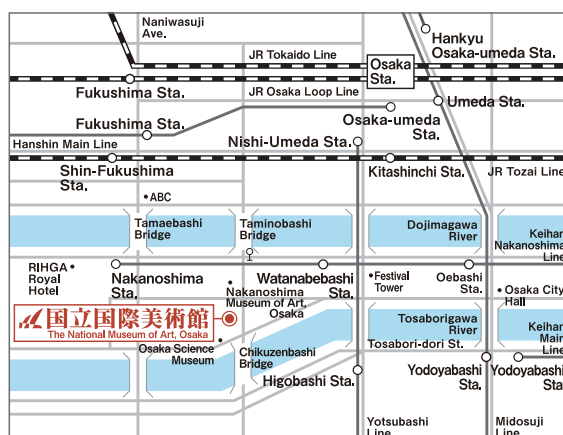 Naniwasuji
Ave.
Hankyu
Osaka-umeda Sta.
JR Tokaido Line
Osaka
Sta.
Fukushima Sta.
JR Osaka Loop Line
Umeda Sta.
Osaka-umeda Sta.
Fukushima Sta.
Hanshin Main Line
Nishi-Umeda Sta.
Shin-Fukushima
Sta.
Kitashinchi Sta.
JR Tozai Line
ABC
Tamaebashi
Bridge
Taminobashi
Bridge
Dojimagawa
River
Keihan
Nakanoshima
Line
RIHGA
Royal
Hotel
Nakanoshima
Sta.
Nakanoshima
Museum of Art,
Osaka
Watanabebashi
Sta.
Festival
Tower
Oebashi
Sta.
Osaka City
Hall
国立国際美術館
The National Museum of Art, Osaka
Osaka Science
Museum
Chikuzenbashi
Bridge
Tosaborigawa
River
Tosabori-dori St.
Keihan
Main
Line
Higobashi Sta.
Yodoyabashi
Sta.
Yodoyabashi
Sta.
Yotsubashi
Line
Midosuji
Line